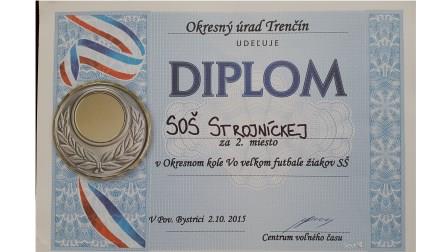 Okresný úrad Trenčín
UDEĽUJE
DIPLOM
SOŠ STROJNÍCKEJ
za 2. miesto
v Okresnom kole Vo veľkom futbale žiakov SŠ
V Pov. Bystrici 2.10. 2015
Centrum voľného času